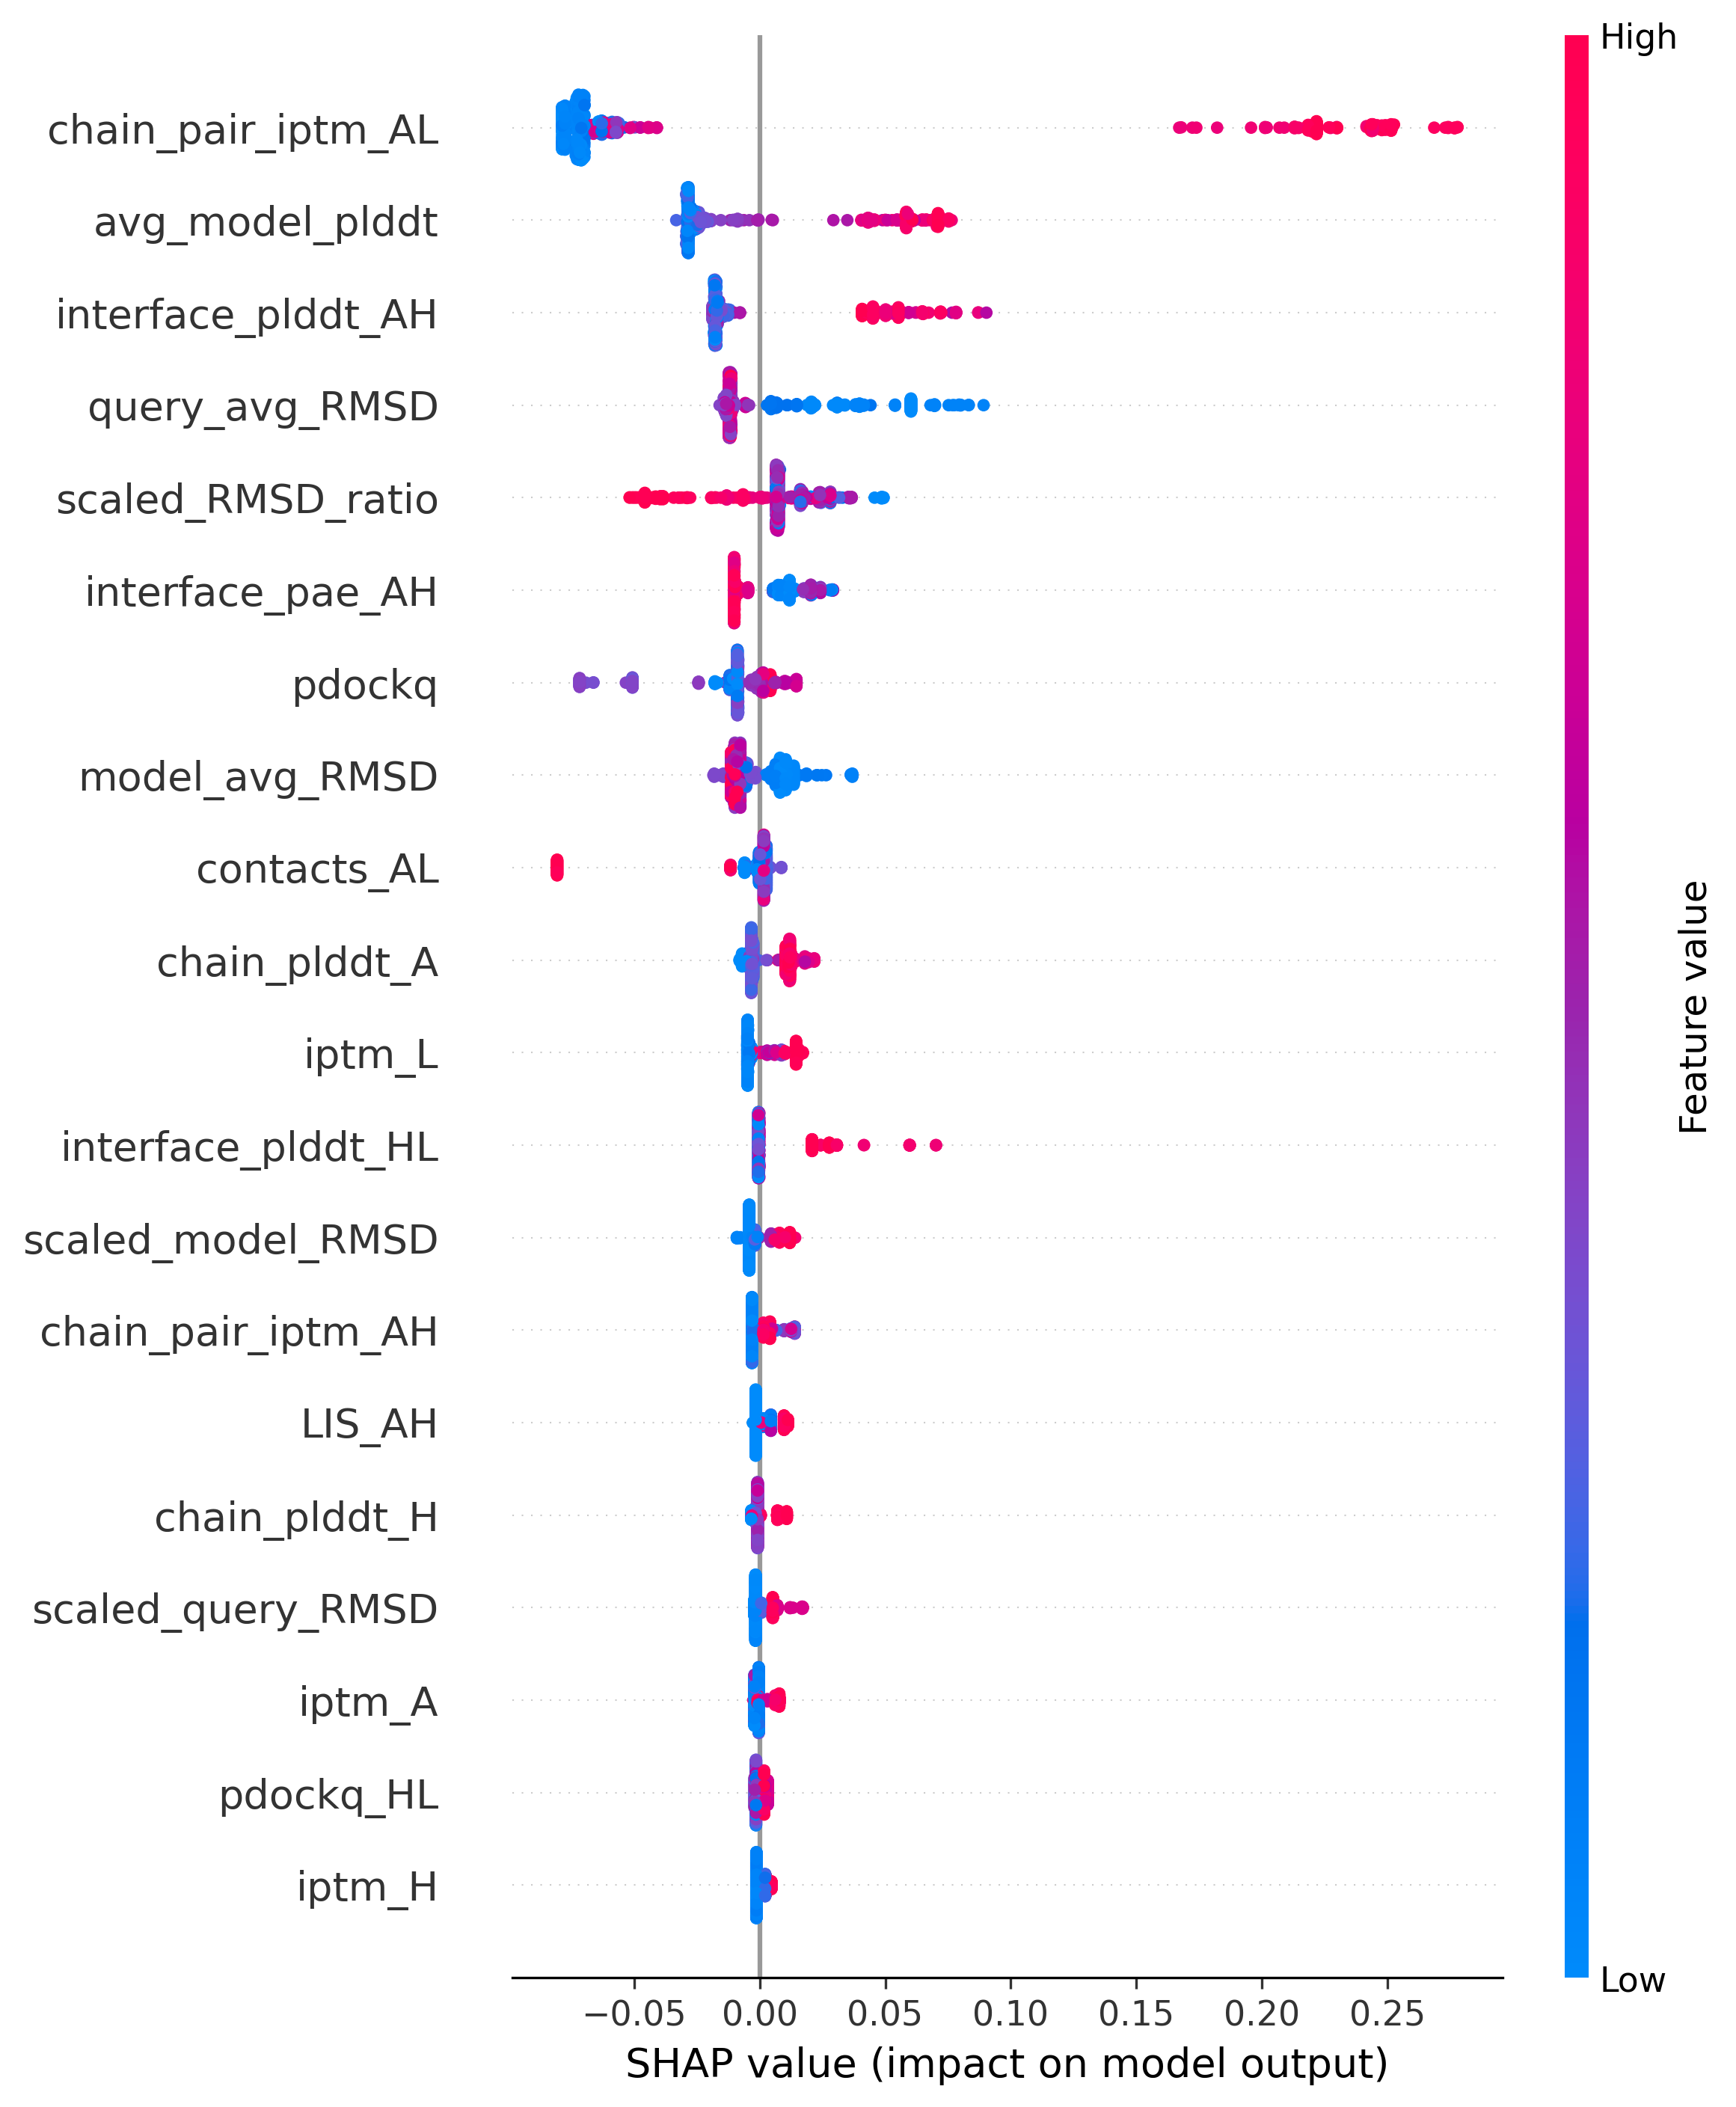 High
chain_pair_iptm_AL
avg_model_plddt
interface_plddt_AH
query_avg_RMSD
scaled_RMSD_ratio
interface_pae_AH
pdockq
model_avg_RMSD
contacts_AL
chain_plddt_A
iptm_L
interface_plddt_HL
scaled_model_RMSD
chain_pair_iptm_AH
LIS_AH
chain_plddt_H
scaled_query_RMSD
iptm_A
pdockq_HL
iptm_H
Feature value
Low
−0.05 0.00 0.05 0.10 0.15 0.20 0.25
SHAP value (impact on model output)